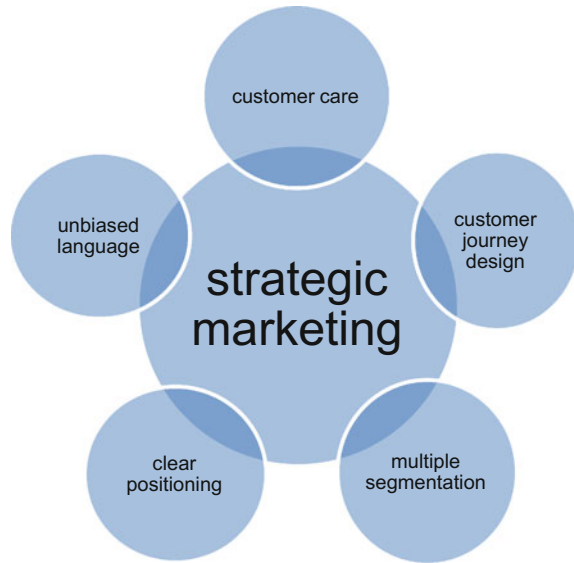 customer care
unbiased
language
customer
journey
design
strategic
marketing
clear
positioning
multiple
segmentation